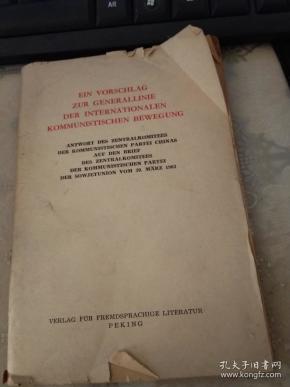 EIN VORSCHLAG
ZUR GENERALLINIE
DER INTERNATIONALEN
KOMMUNISTISCHEN BEWEGUNG
ANTWORT DES ZENTRALKOMITEES
DER KOMMUNISTISCHEN PARTEI CHINAS
AUF DEN BRIEF
DES ZENTRALKOMITEES
DER KOMMUNISTISCHEN PARTEI
DER SOWJETUNION VOM 30. MÄRZ 1963
VERLAG FÜR FREMDSPRACHIGE LITERATUR
PEKING
孔夫子旧书网